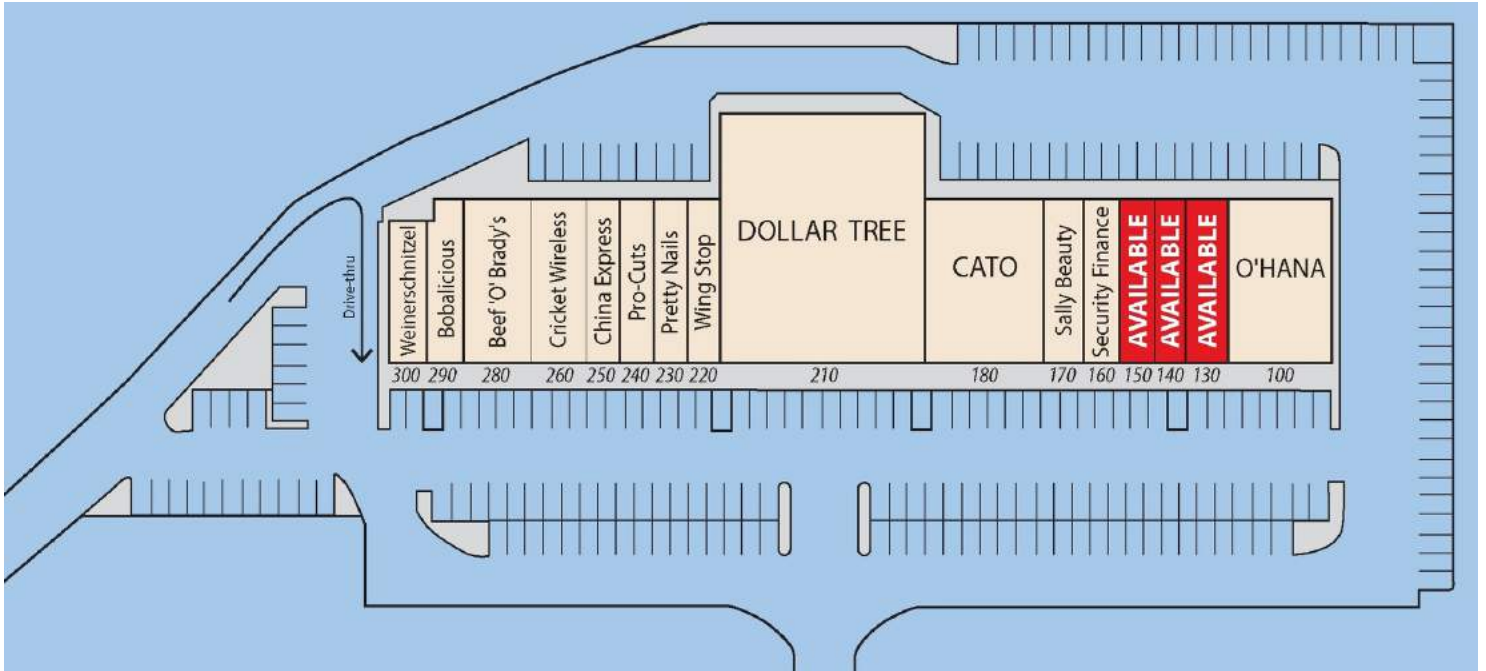 Drive-thru
Weinerschnitzel
Bobalicious
Beef 'O' Brady's
Cricket Wireless
China Express
Pro-Cuts
Pretty Nails
Wing Stop
DOLLAR TREE
CATO
Sally Beauty
Security Finance
AVAILABLE
AVAILABLE
AVAILABLE
O'HANA
300 290 280 260 250 240 230 220 210 180 170 160 150 140 130 100